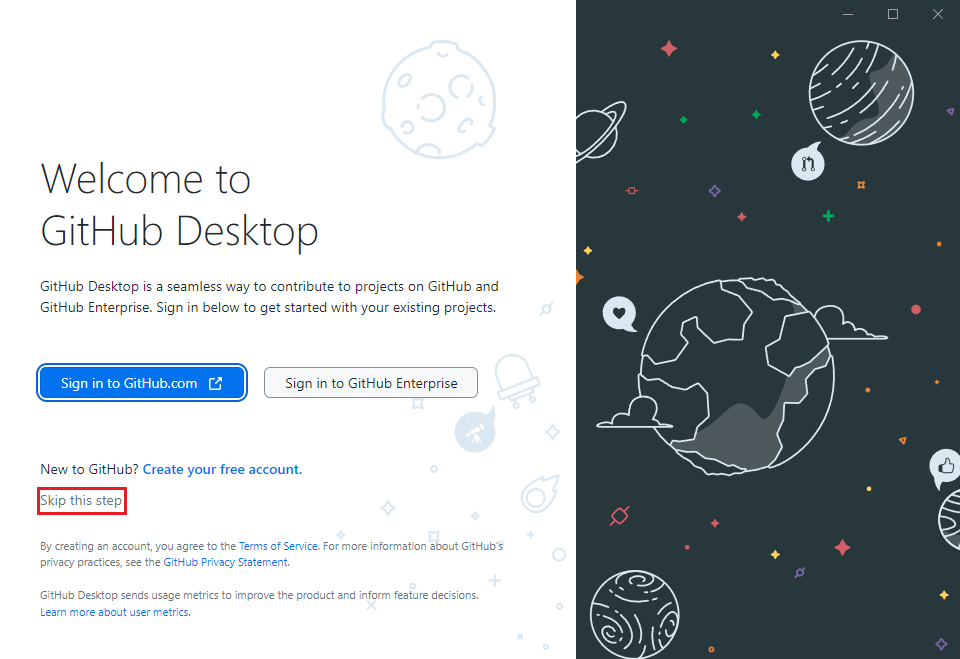 Welcome to
GitHub Desktop
GitHub Desktop is a seamless way to contribute to projects on GitHub and
GitHub Enterprise. Sign in below to get started with your existing projects.
Sign in to GitHub.com
Sign in to GitHub Enterprise
New to GitHub? Create your free account.
Skip this step
By creating an account, you agree to the Terms of Service. For more information about GitHub's
privacy practices, see the GitHub Privacy Statement.
GitHub Desktop sends usage metrics to improve the product and inform feature decisions.
Learn more about user metrics.